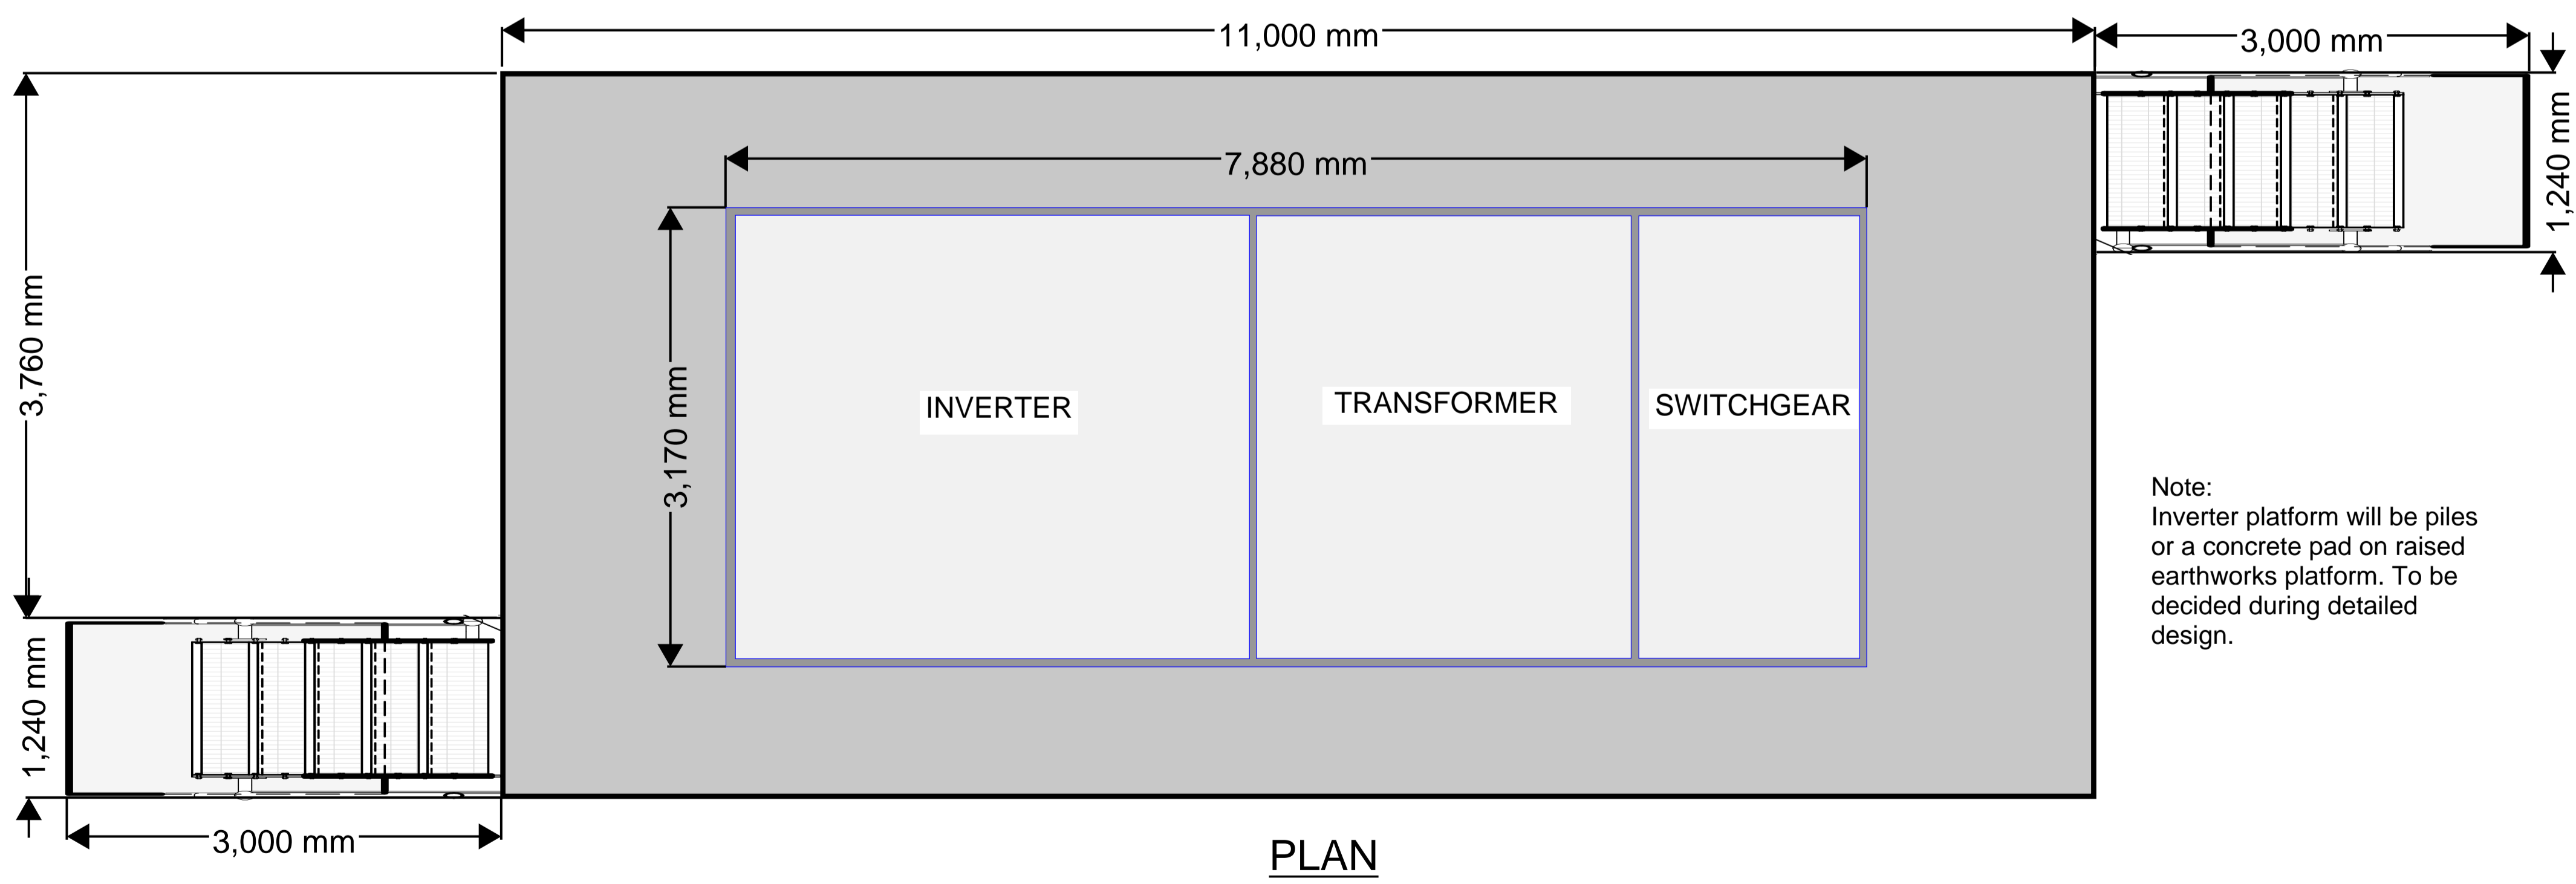 11,000 mm
3,000 mm
1,240 mm
7,880 mm
3,760 mm
3,170 mm
INVERTER
TRANSFORMER
SWITCHGEAR
Note:
Inverter platform will be piles
or a concrete pad on raised
earthworks platform. To be
decided during detailed
design.
1,240 mm
3,000 mm
PLAN